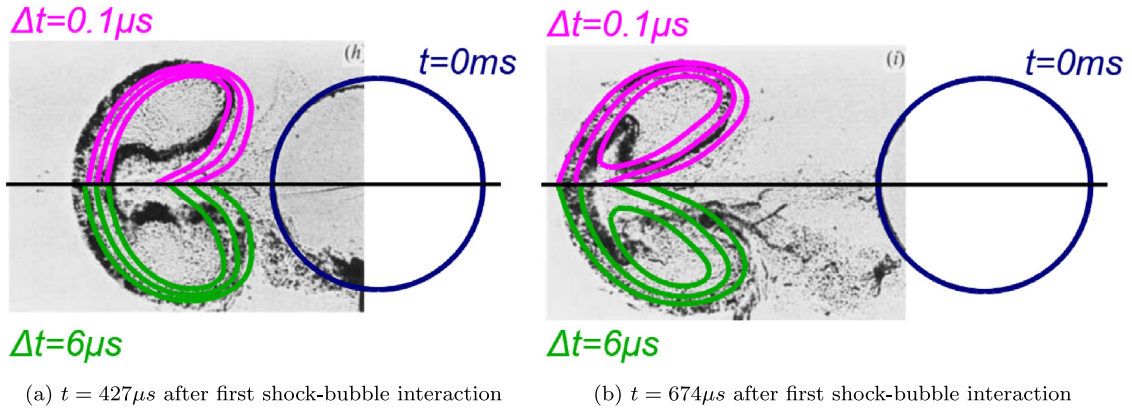 Δt=0.1μs
(h)
t=0ms
Δt=6μs
(a) t = 427μs after first shock-bubble interaction
Δt=0.1μs
(i)
t=0ms
Δt=6μs
(b) t = 674μs after first shock-bubble interaction